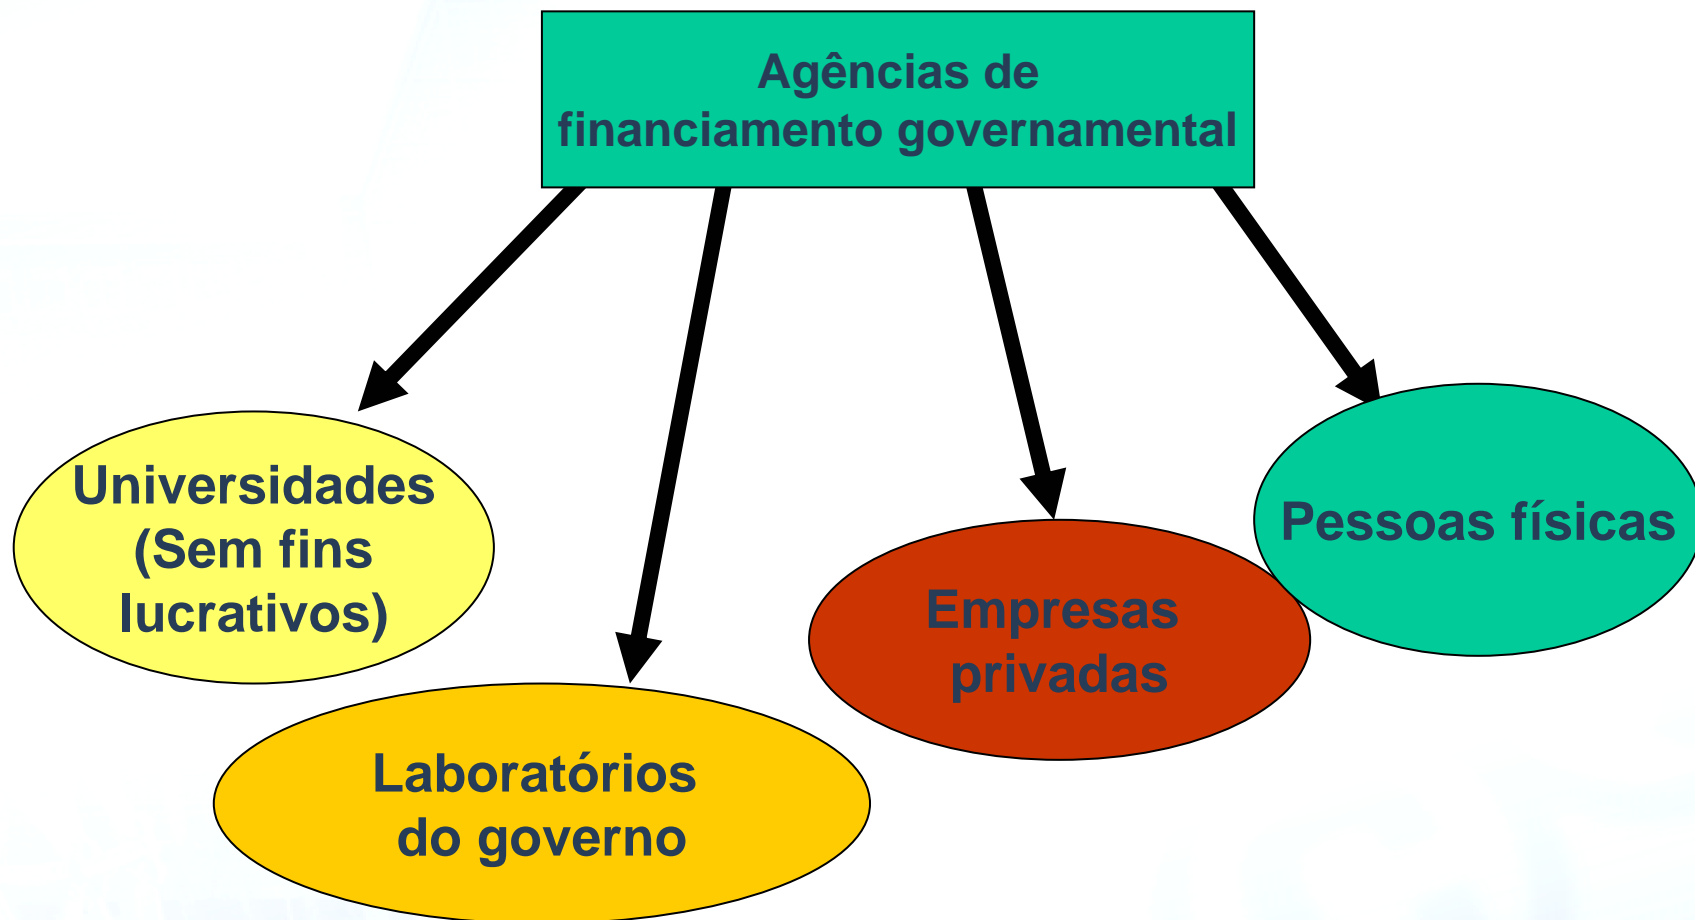 Agências de
financiamento governamental
Universidades
(Sem fins
lucrativos)
Laboratórios
do governo
Empresas
privadas
Pessoas físicas